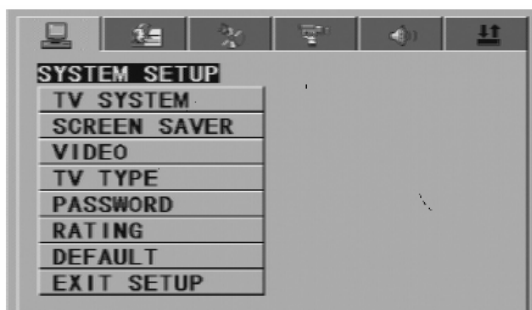 SYSTEM SETUP
TV SYSTEM
SCREEN SAVER
VIDEO
TV TYPE
PASSWORD
RATING
DEFAULT
EXIT SETUP